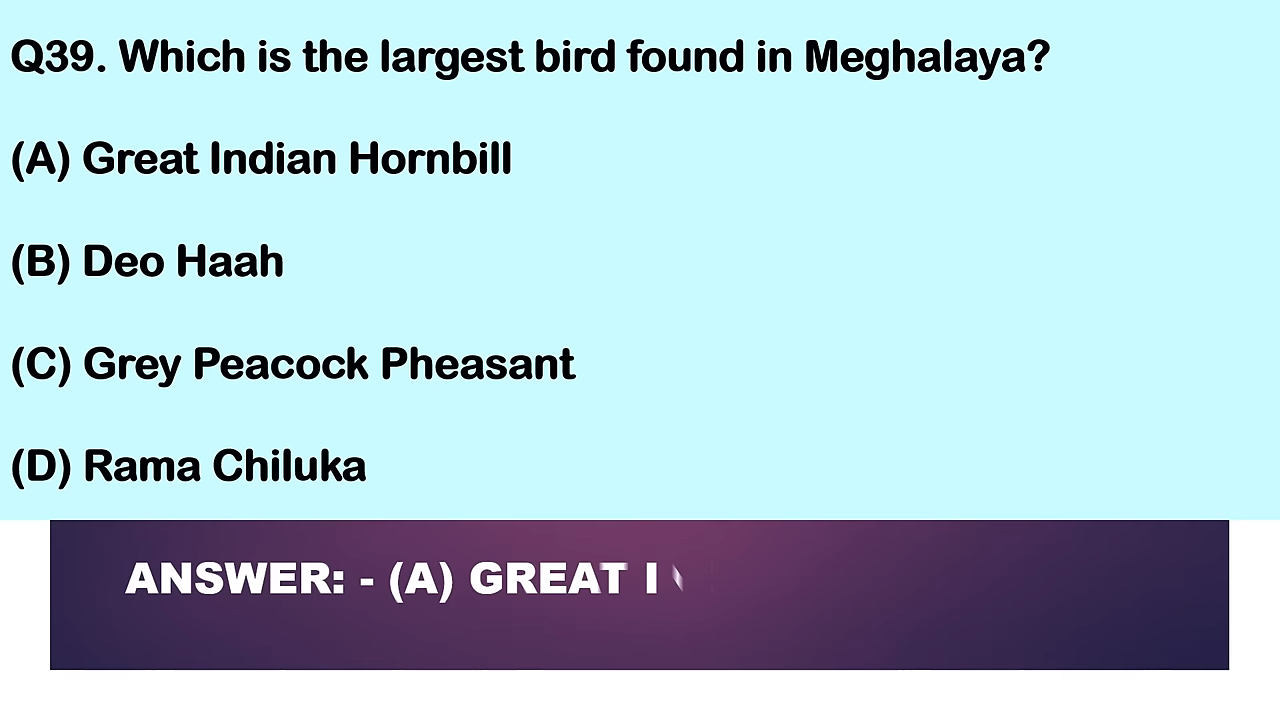 Q39. Which is the largest bird found in Meghalaya?
(A) Great Indian Hornbill
(B) Deo Haah
(C) Grey Peacock Pheasant
(D) Rama Chiluka
ANSWER: - (A) GREAT I